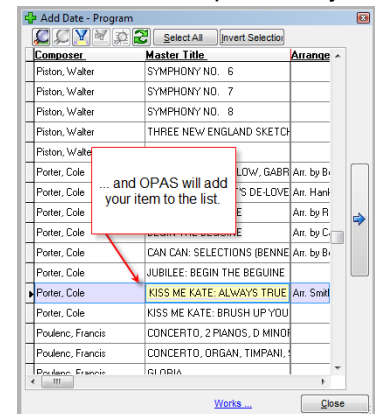 Add Date - Program
Select All Invert Selection
Composer Master Title Arrange
Piston, Walter SYMPHONY NO. 6
Piston, Walter SYMPHONY NO. 7
Piston, Walter SYMPHONY NO. 8
Piston, Walter THREE NEW ENGLAND SKETCH
Piston, Walte
Porter, Cole LOW, GABR Arr. by Be
Porter, Cole 'S DE-LOVE Arr. Hank
Porter, Cole E Arr. by R
Porter, Cole BEGIN THE BEGUINE Arr. by C
... and OPAS will add
your item to the list.
Porter, Cole CAN CAN: SELECTIONS (BENNE Arr. by Be
Porter, Cole JUBILEE: BEGIN THE BEGUINE
Porter, Cole KISS ME KATE: ALWAYS TRUE Arr. Smit
Porter, Cole KISS ME KATE: BRUSH UP YOU
Poulenc, Francis CONCERTO, 2 PIANOS, D MINOR
Poulenc, Francis CONCERTO, ORGAN, TIMPANI,
Poulenc, Francis GLORIA
Works ... Close